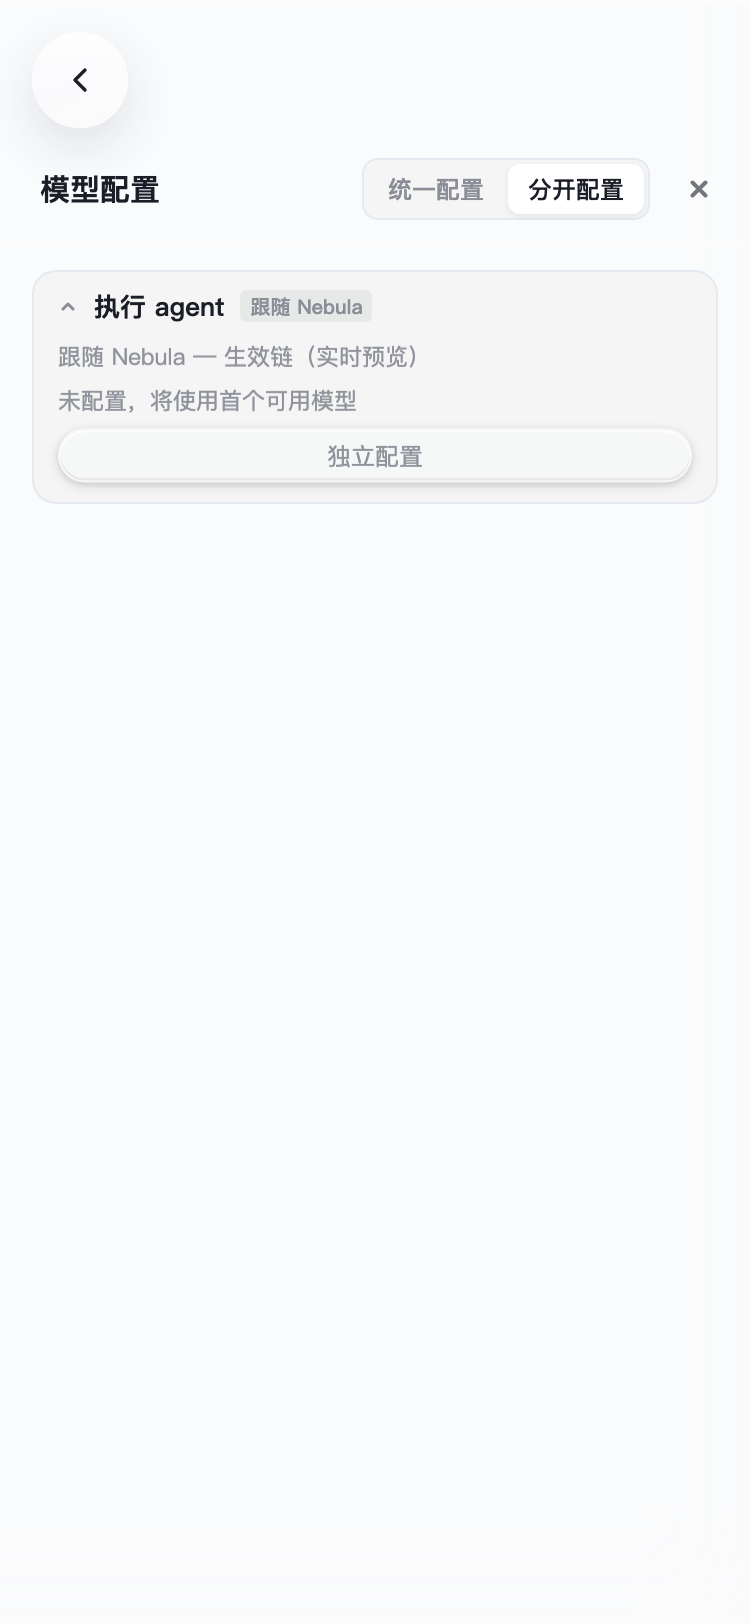 模型配置
统一配置
分开配置
执行 agent
跟随 Nebula
跟随 Nebula — 生效链（实时预览）
未配置，将使用首个可用模型
独立配置